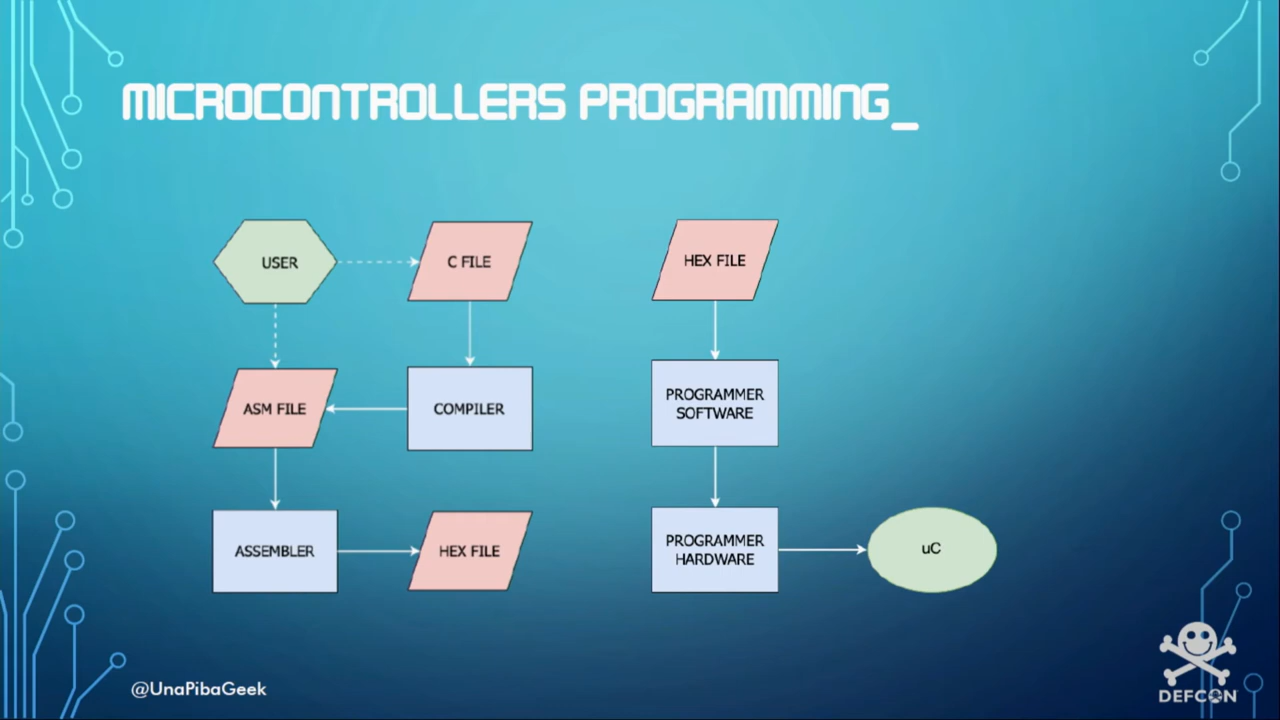 MICROCONTROLLERS PROGRAMMING_
USER
C FILE
ASM FILE
COMPILER
ASSEMBLER
HEX FILE
HEX FILE
PROGRAMMER
SOFTWARE
PROGRAMMER
HARDWARE
uC
@UnaPibaGeek
DEFCON